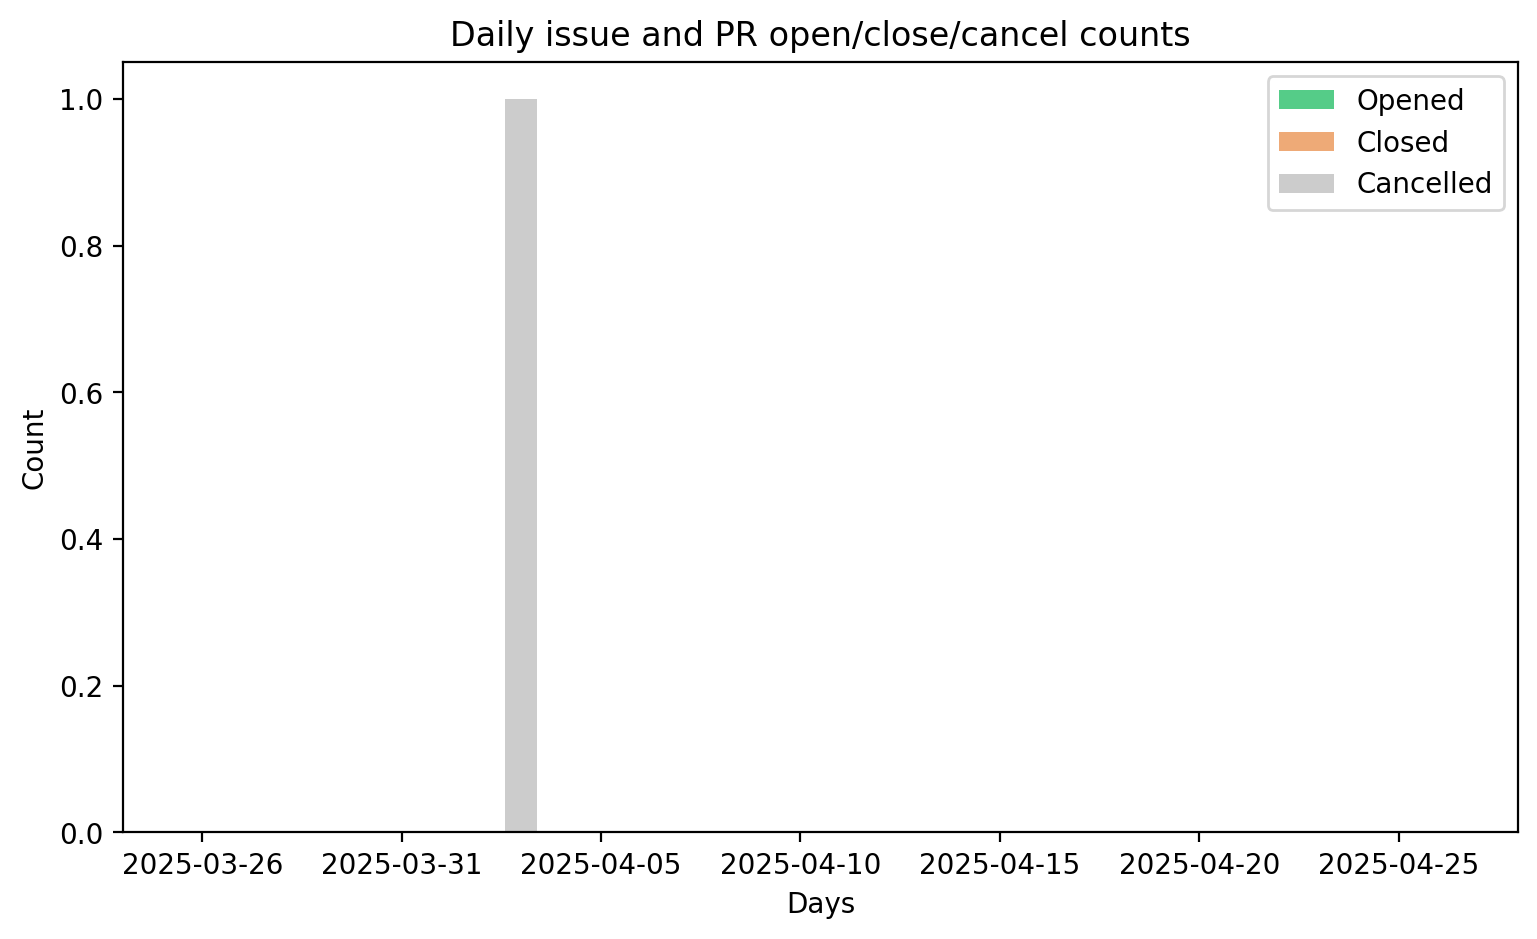 Daily issue and PR open/close/cancel counts
Opened
Closed
Cancelled
1.0
0.8
0.6
0.4
0.2
0.0
Count
2025-03-26 2025-03-31 2025-04-05 2025-04-10 2025-04-15 2025-04-20 2025-04-25
Days